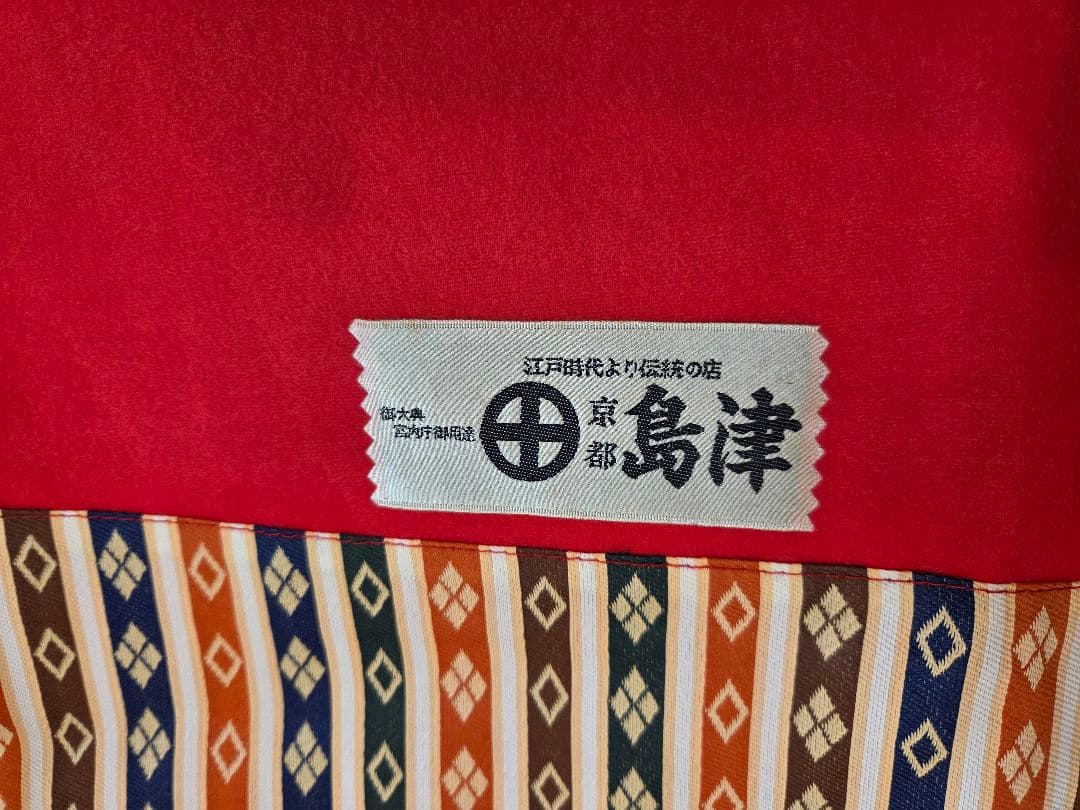 江戸時代より伝統の店
御大典
宮内庁御用達
京都
島津